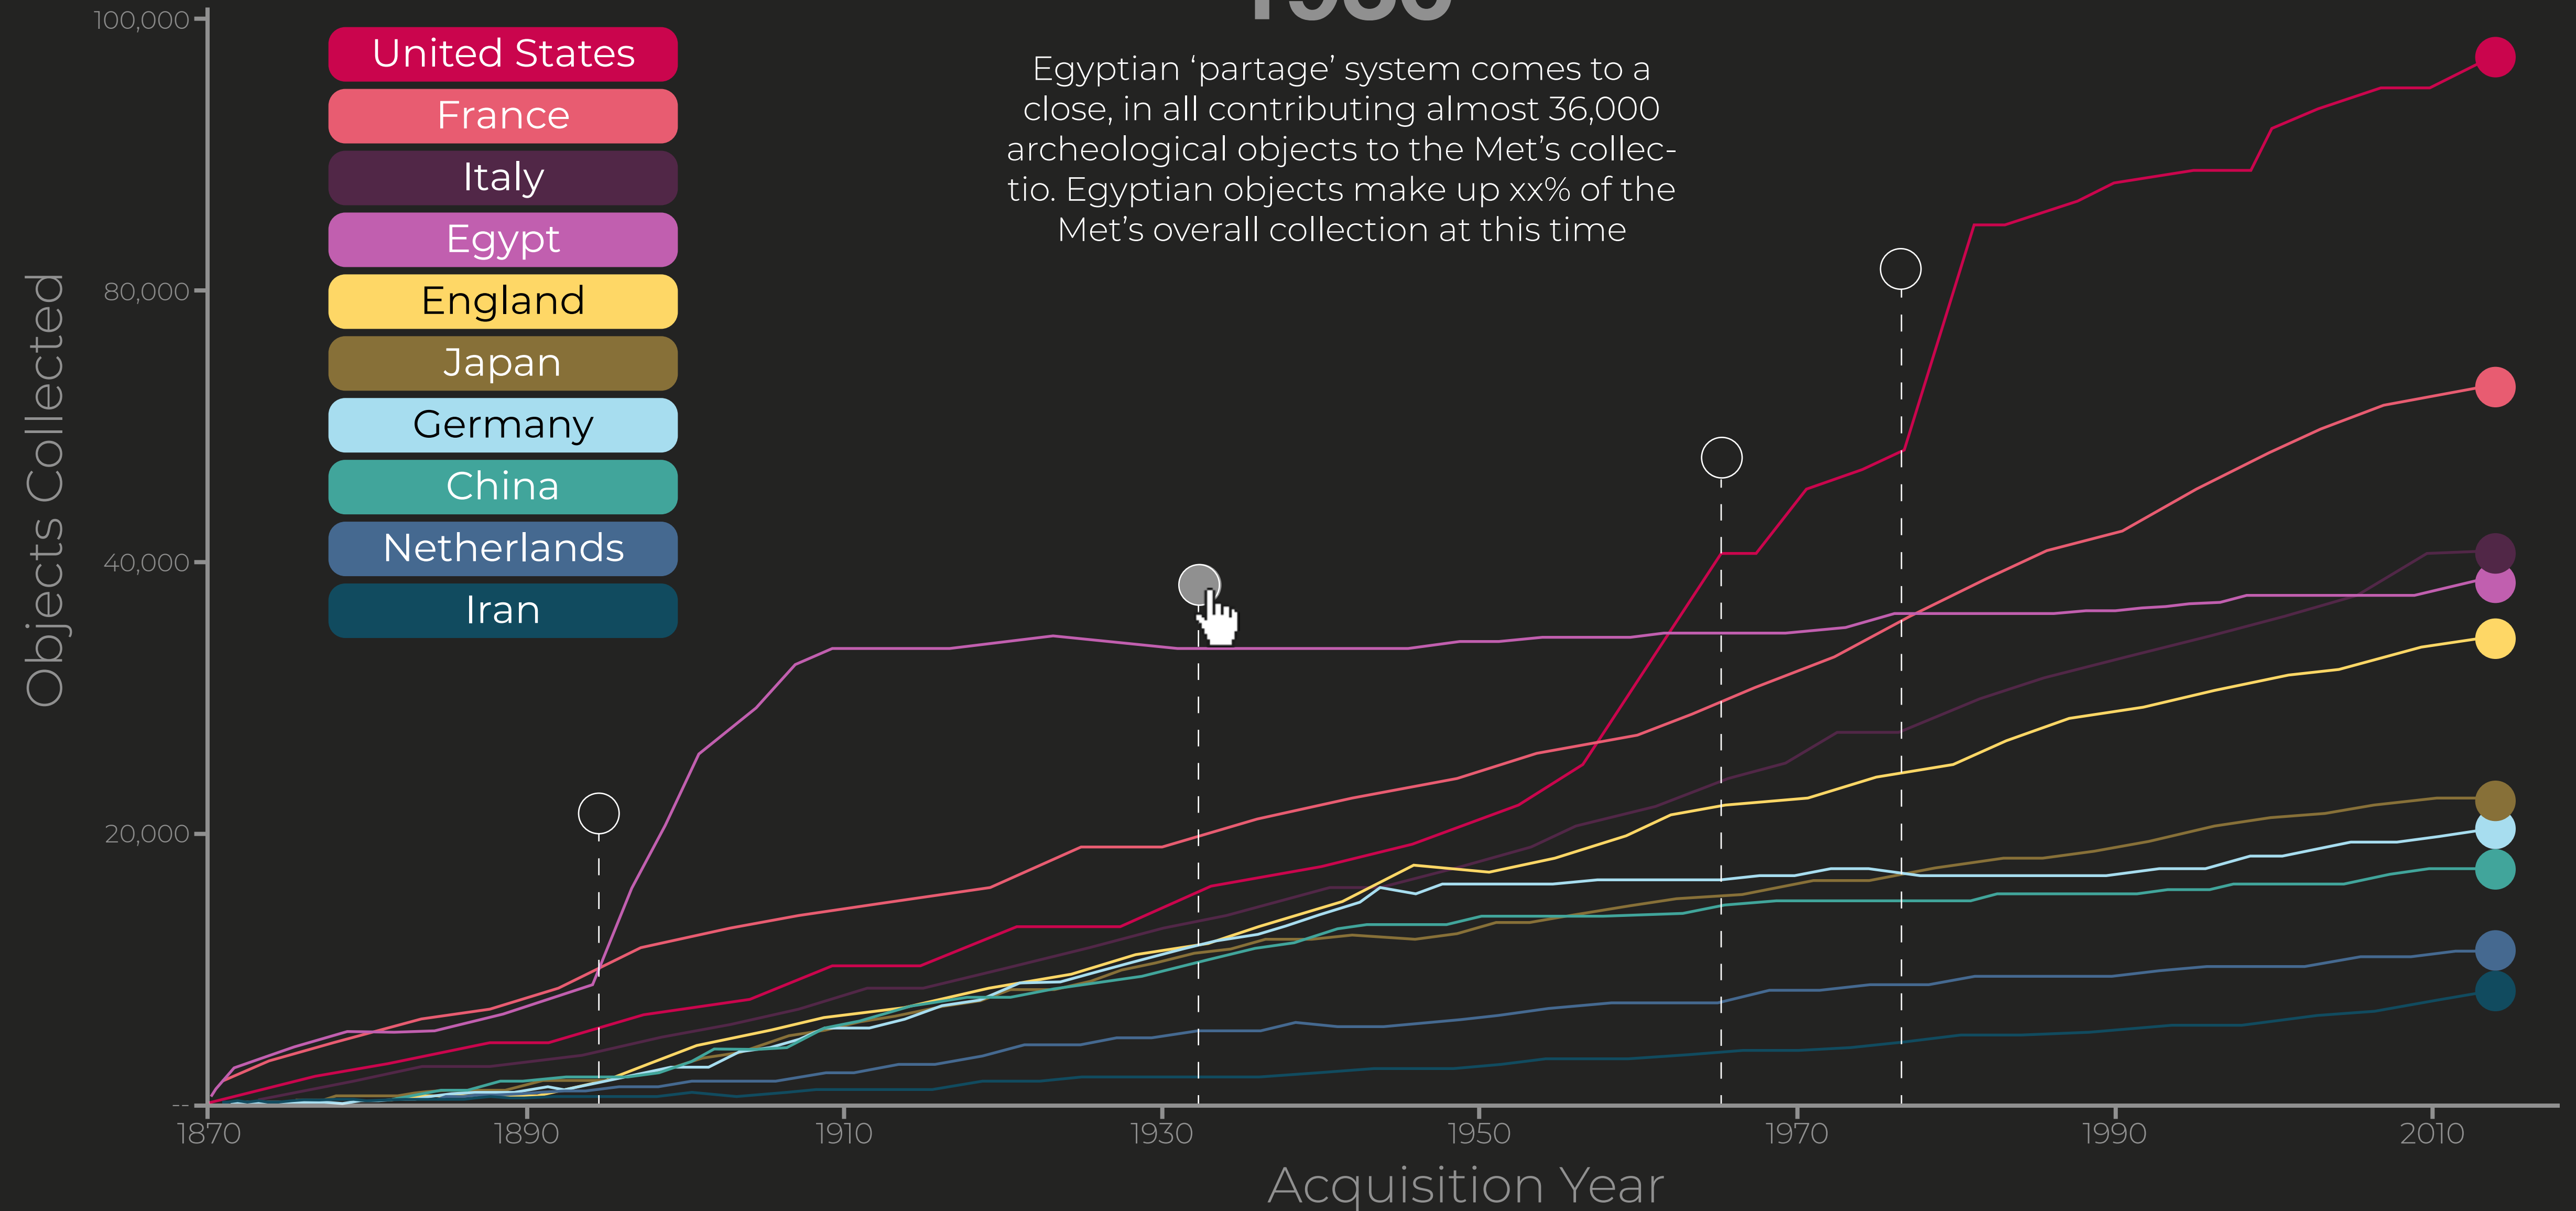 100,000
80,000
40,000
20,000
--
Objects Collected
United States
France
Italy
Egypt
England
Japan
Germany
China
Netherlands
Iran
Egyptian ‘partage’ system comes to a
close, in all contributing almost 36,000
archeological objects to the Met’s collec-
tio. Egyptian objects make up xx% of the
Met’s overall collection at this time
1870 1890 1910 1930 1950 1970 1990 2010
Acquisition Year